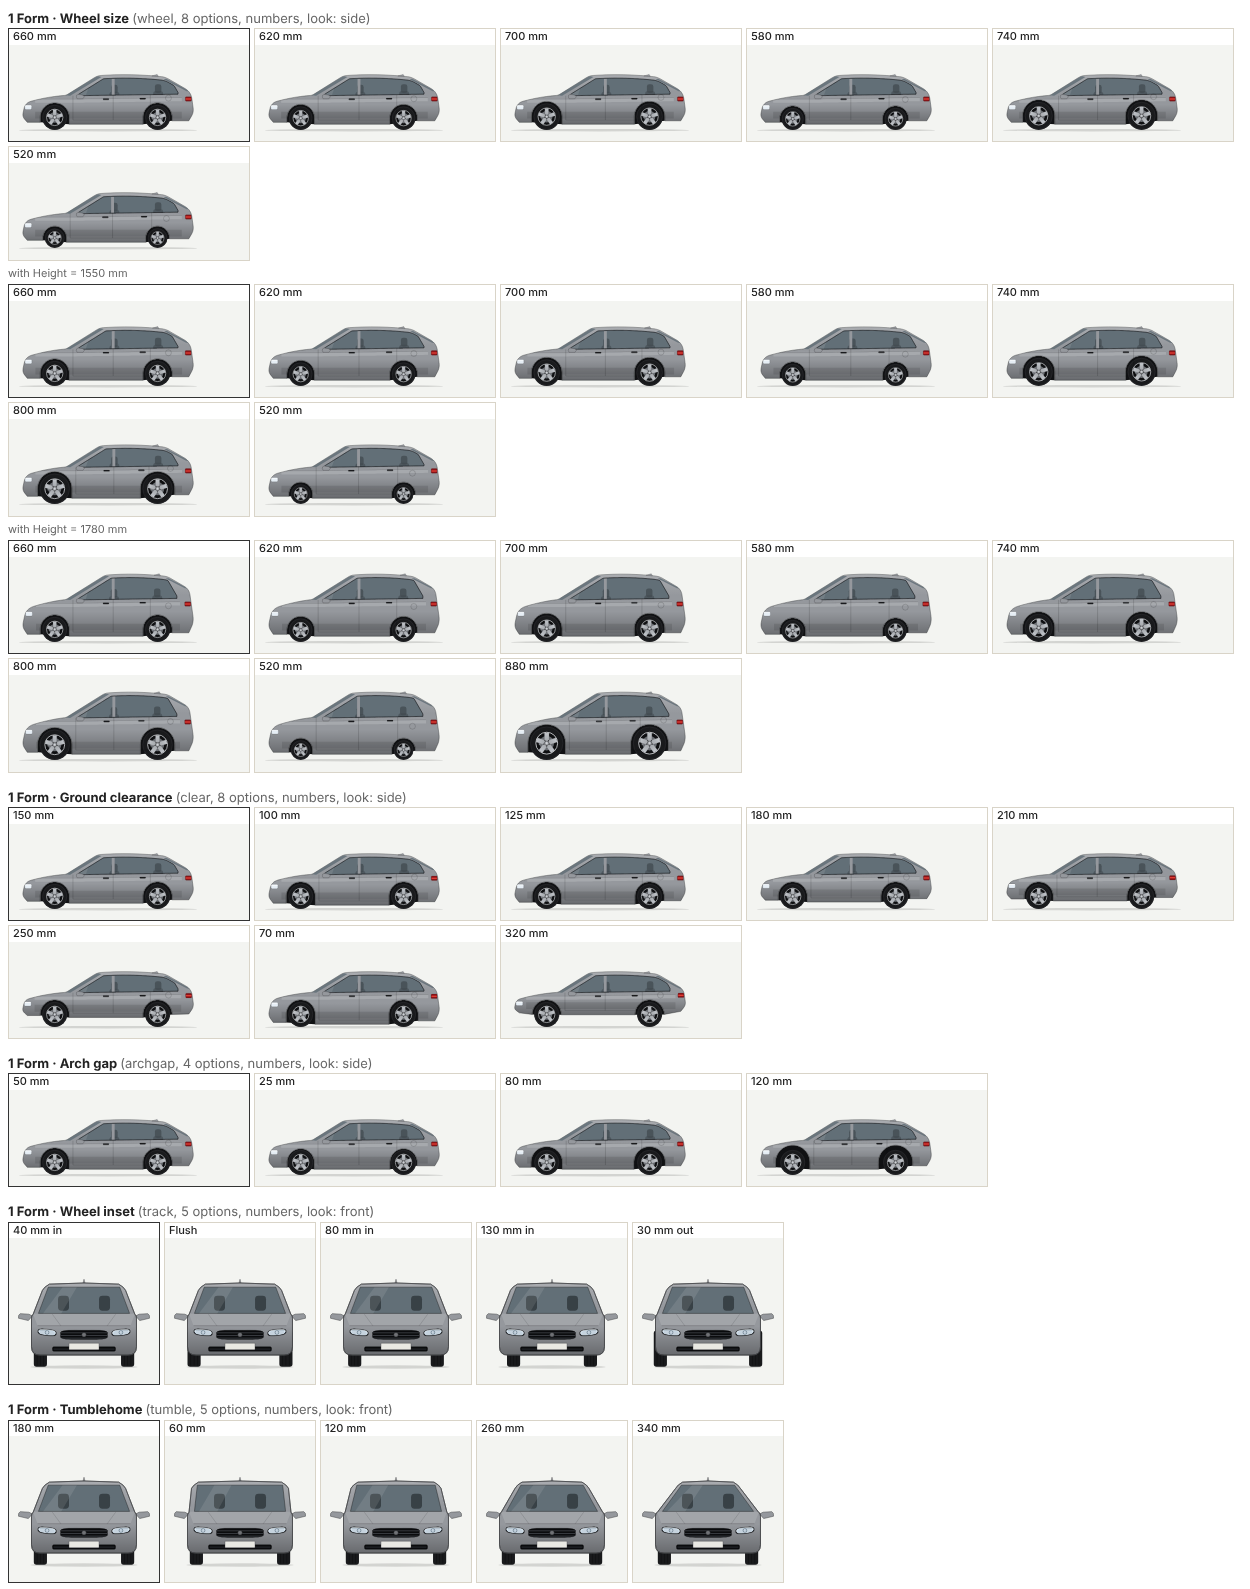 1 Form · Wheel size (wheel, 8 options, numbers, look: side)
660 mm 620 mm 700 mm 580 mm 740 mm
520 mm
with Height = 1550 mm
660 mm 620 mm 700 mm 580 mm 740 mm
800 mm 520 mm
with Height = 1780 mm
660 mm 620 mm 700 mm 580 mm 740 mm
800 mm 520 mm 880 mm
1 Form · Ground clearance (clear, 8 options, numbers, look: side)
150 mm 100 mm 125 mm 180 mm 210 mm
250 mm 70 mm 320 mm
1 Form · Arch gap (archgap, 4 options, numbers, look: side)
50 mm 25 mm 80 mm 120 mm
1 Form · Wheel inset (track, 5 options, numbers, look: front)
40 mm in Flush 80 mm in 130 mm in 30 mm out
1 Form · Tumblehome (tumble, 5 options, numbers, look: front)
180 mm 60 mm 120 mm 260 mm 340 mm